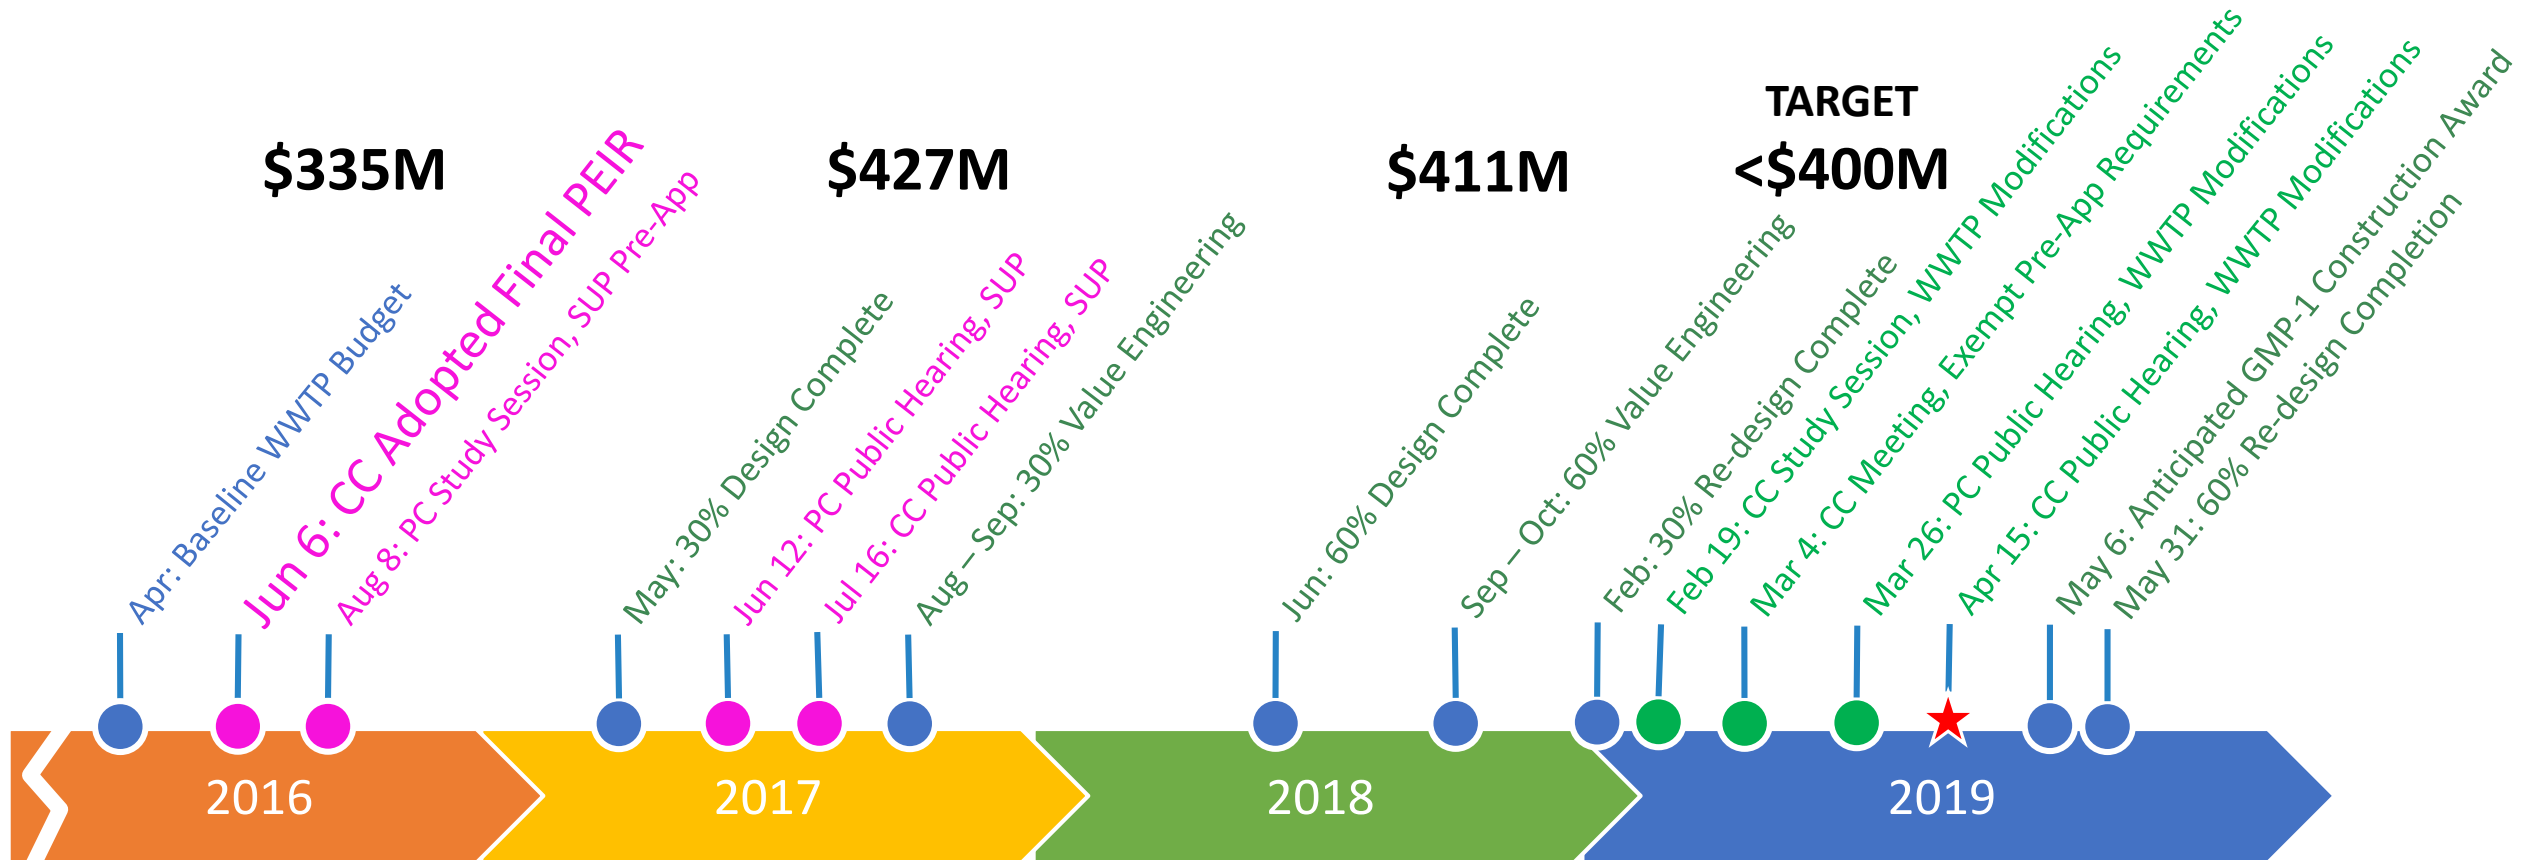 TARGET
$335M
$427M
$411M
<$400M
Apr: Baseline WWTP Budget
Jun 6: CC Adopted Final PEIR
Aug 8: PC Study Session, SUP Pre-App
May: 30% Design Complete
Jun 12: PC Public Hearing, SUP
Jul 16: CC Public Hearing, SUP
Aug – Sep: 30% Value Engineering
Jun: 60% Design Complete
Sep – Oct: 60% Value Engineering
Feb: 30% Re-design Complete
Feb 19: CC Study Session, WWTP Modifications
Mar 4: CC Meeting, Exempt Pre-App Requirements
Mar 26: PC Public Hearing, WWTP Modifications
Apr 15: CC Public Hearing, WWTP Modifications
May 6: Anticipated GMP-1 Construction Award
May 31: 60% Re-design Completion
2016
2017
2018
2019